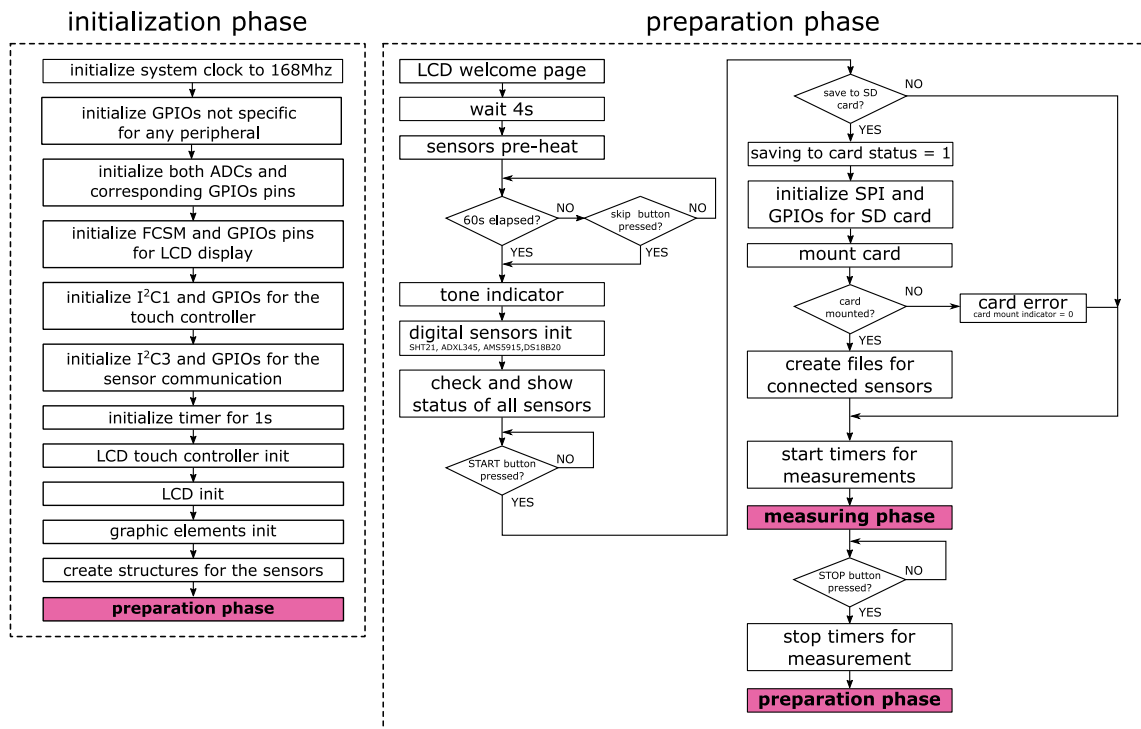 initialization phase
initialize system clock to 168Mhz
initialize GPIOs not specific
for any peripheral
initialize both ADCs and
corresponding GPIOs pins
initialize FCSM and GPIOs pins
for LCD display
initialize I²C1 and GPIOs for the
touch controller
initialize I²C3 and GPIOs for the
sensor communication
initialize timer for 1s
LCD touch controller init
LCD init
graphic elements init
create structures for the sensors
preparation phase
preparation phase
LCD welcome page
wait 4s
sensors pre-heat
60s elapsed?
NO
skip button
pressed?
NO
YES
YES
tone indicator
digital sensors init
SHT21, ADXL345, AMS5915,DS18B20
check and show
status of all sensors
START button
pressed?
NO
YES
save to SD
card?
NO
YES
saving to card status = 1
initialize SPI and
GPIOs for SD card
mount card
card
mounted?
NO
card error
card mount indicator = 0
YES
create files for
connected sensors
start timers for
measurements
measuring phase
STOP button
pressed?
NO
YES
stop timers for
measurement
preparation phase